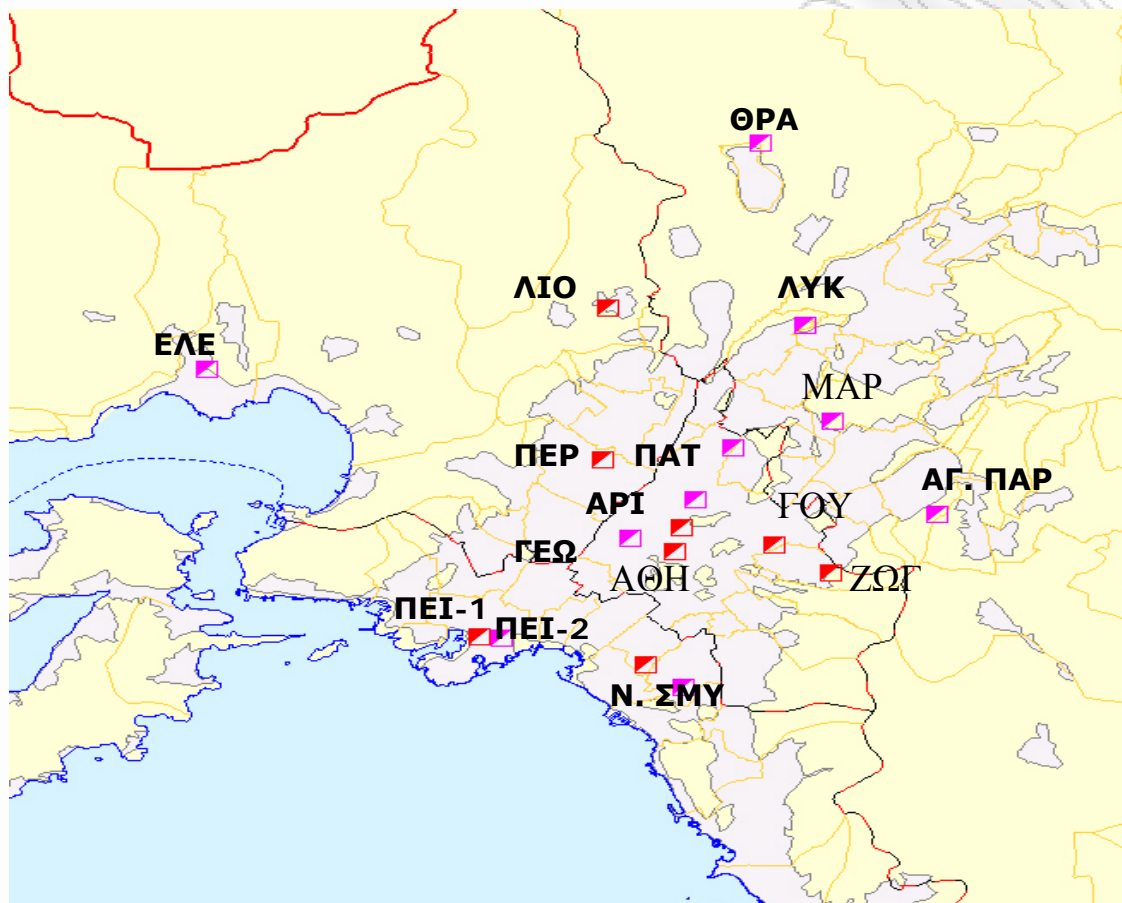 ΘΡΑ
ΛΙΟ
ΛΥΚ
ΕΛΕ
ΜΑΡ
ΠΕΡ
ΠΑΤ
ΑΓ. ΠΑΡ
ΑΡΙ
ΓΟΥ
ΓΕΩ
ΑΘΗ
ΖΩΓ
ΠΕΙ-1
ΠΕΙ-2
Ν. ΣΜΥ